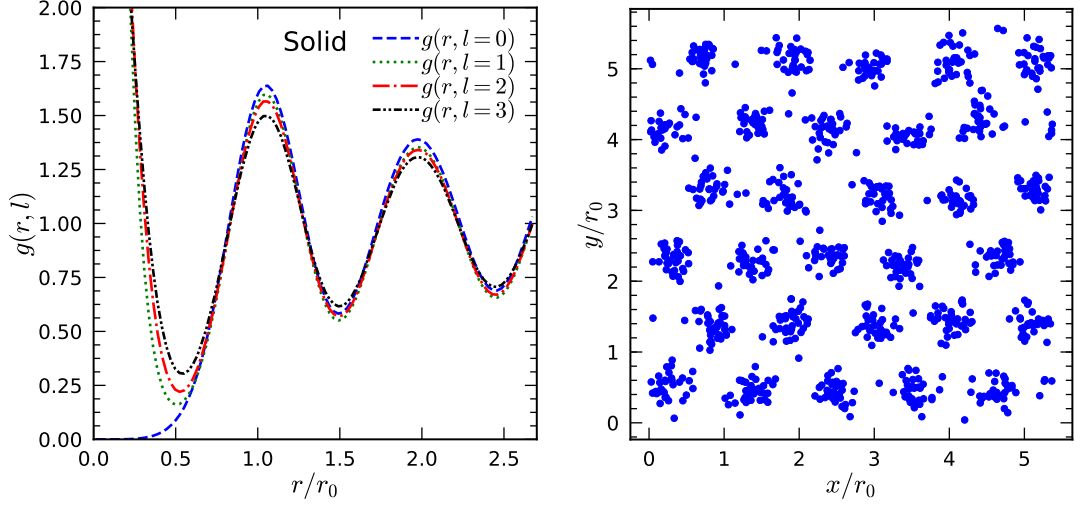 2.00
1.75
1.50
1.25
1.00
0.75
0.50
0.25
0.00
g(r, l)
Solid
g(r, l = 0)
g(r, l = 1)
g(r, l = 2)
g(r, l = 3)
0.0 0.5 1.0 1.5 2.0 2.5
r/r₀
5
4
3
2
1
0
y/r₀
0 1 2 3 4 5
x/r₀